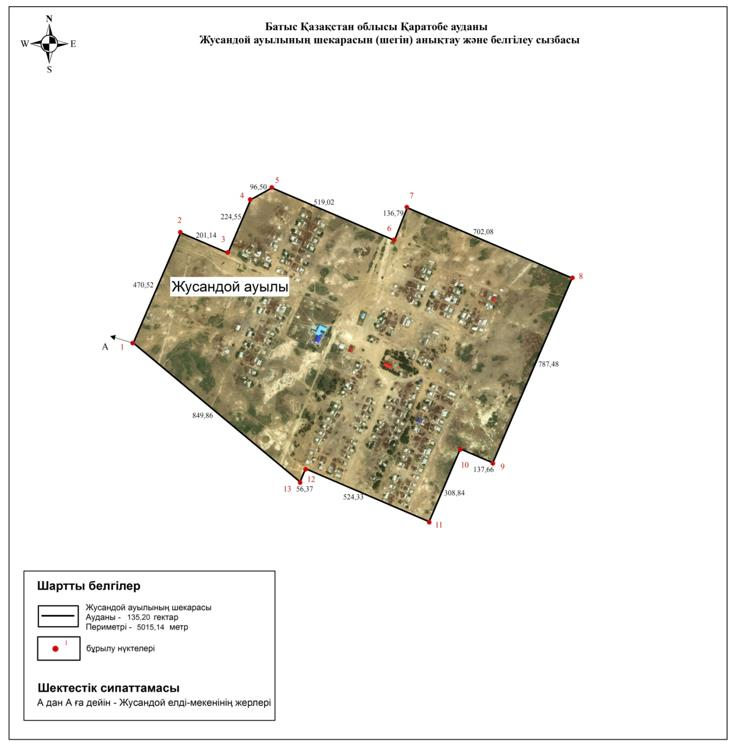 Батыс Қазақстан облысы Қаратобе ауданы
Жусандой ауылының шекарасын (шегін) анықтау және белгілеу сызбасы
N
W E
S
5
96,50
4
519,02
7
136,79
224,55
2
201,14
3
6
702,08
8
470,52
Жусандой ауылы
А 1
787,48
849,86
10
9
137,66
12
13
56,37
308,84
524,33
11
Шартты белгілер
Жусандой ауылының шекарасы
Ауданы - 135,20 гектар
Периметрі - 5015,14 метр
1
бұрылу нүктелері
Шектестік сипаттамасы
А дан А ға дейін - Жусандой елді-мекенінің жерлері